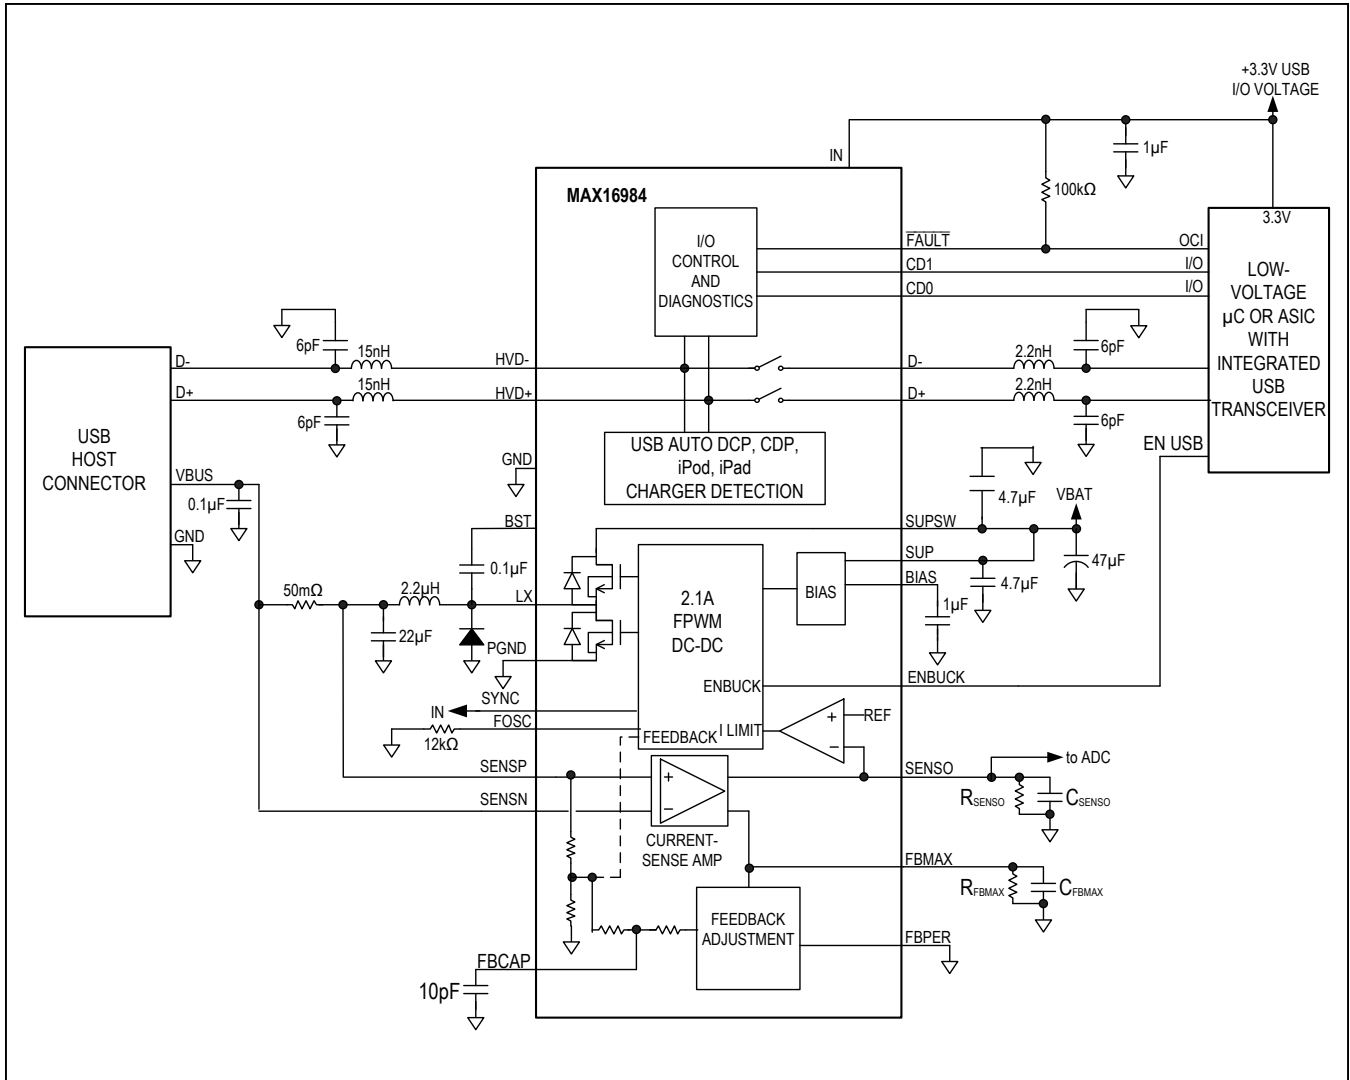 +3.3V USB
I/O VOLTAGE
IN
1µF
100kΩ
MAX16984
3.3V
I/O
CONTROL
AND
DIAGNOSTICS
FAULT
OCI
CD1
I/O
CD0
I/O
LOW-
VOLTAGE
µC OR ASIC
WITH
INTEGRATED
USB
TRANSCEIVER
6pF
15nH
D-
HVD-
D-
2.2nH
6pF
15nH
D+
HVD+
D+
2.2nH
6pF
6pF
USB
HOST
CONNECTOR
USB AUTO DCP, CDP,
iPod, iPad
CHARGER DETECTION
EN USB
GND
VBUS
0.1µF
4.7µF
VBAT
BST
SUPSW
GND
SUP
47µF
0.1µF
BIAS
4.7µF
50mΩ
2.2µH
LX
2.1A
FPWM
DC-DC
BIAS
1µF
22µF
PGND
ENBUCK
ENBUCK
SYNC
IN
FOSC
12kΩ
FEEDBACK
I LIMIT
+
REF
−
SENSP
+
SENSO
to ADC
SENSN
−
RSENSO
CSENSO
CURRENT-
SENSE AMP
FBMAX
RFBMAX
CFBMAX
FEEDBACK
ADJUSTMENT
FBPER
FBCAP
10pF